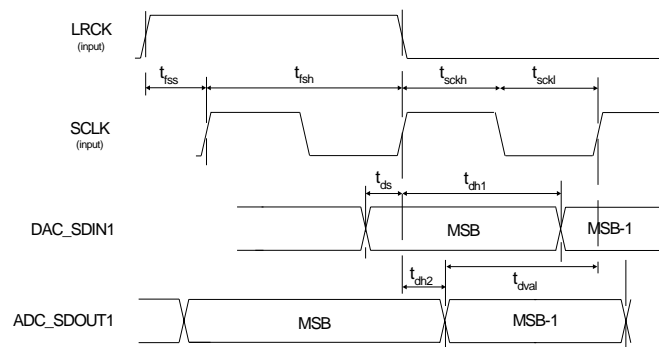 LRCK
(input)
tfss
tfsh
tsckh
tsckl
SCLK
(input)
tds
tdh1
DAC_SDIN1
MSB
MSB-1
tdh2
tdval
ADC_SDOUT1
MSB
MSB-1